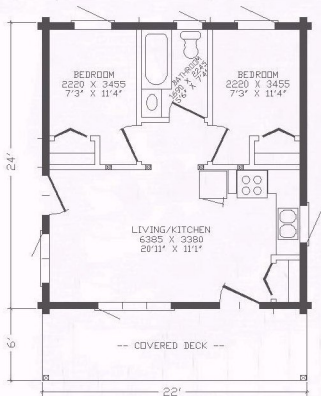 BEDROOM
2220 X 3455
7'3" X 11'4"
BATHROOM
1690 X 2245
5'6" X 7'4"
BEDROOM
2220 X 3455
7'3" X 11'4"
24'
LIVING/KITCHEN
6385 X 3380
20'11" X 11'1"
6'
-- COVERED DECK --
22'